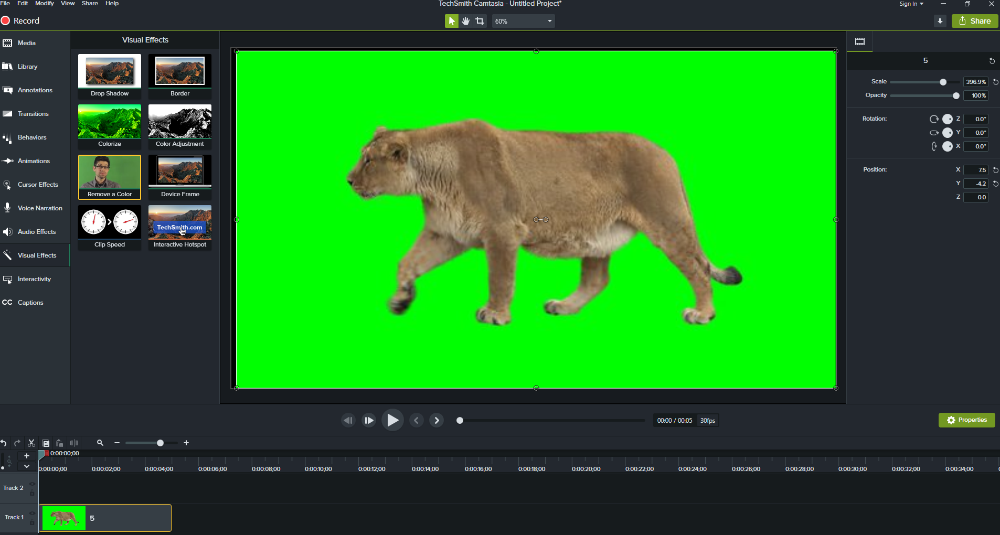 File Edit Modify View Share Help
TechSmith Camtasia - Untitled Project*
Sign In
Record
60%
Share
Media
Library
Annotations
Transitions
Behaviors
Animations
Cursor Effects
Voice Narration
Audio Effects
Visual Effects
Interactivity
CC Captions
Visual Effects
Drop Shadow
Border
Colorize
Color Adjustment
Remove a Color
Device Frame
Clip Speed
TechSmith.com
Interactive Hotspot
5
Scale 396.9%
Opacity 100%
Rotation: Z 0.0°
Y 0.0°
X 0.0°
Position: X 7.5
Y -4.2
Z 0.0
00:00 / 00:05 30fps
Properties
0:00:00;00
0:00:00;00 0:00:02;00 0:00:04;00 0:00:06;00 0:00:08;00 0:00:10;00 0:00:12;00 0:00:14;00 0:00:16;00 0:00:18;00 0:00:20;00 0:00:22;00 0:00:24;00 0:00:26;00 0:00:28;00 0:00:30;00 0:00:32;00 0:00:34;00
Track 2
Track 1
5